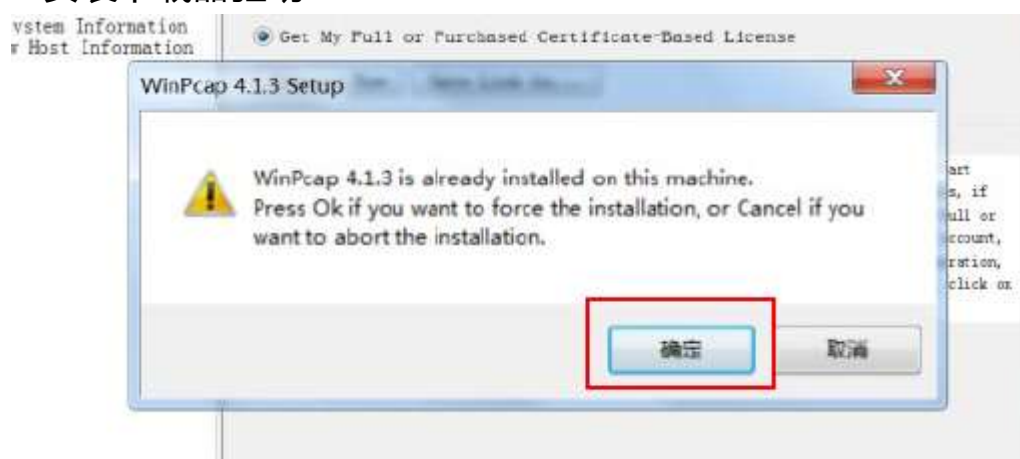 ystem Information
Host Information
Get My Full or Purchased Certificate-Based License
WinPcap 4.1.3 Setup
WinPcap 4.1.3 is already installed on this machine.
Press Ok if you want to force the installation, or Cancel if you
want to abort the installation.
确定
取消
art
s, if
ull or
ccount,
ration,
click on